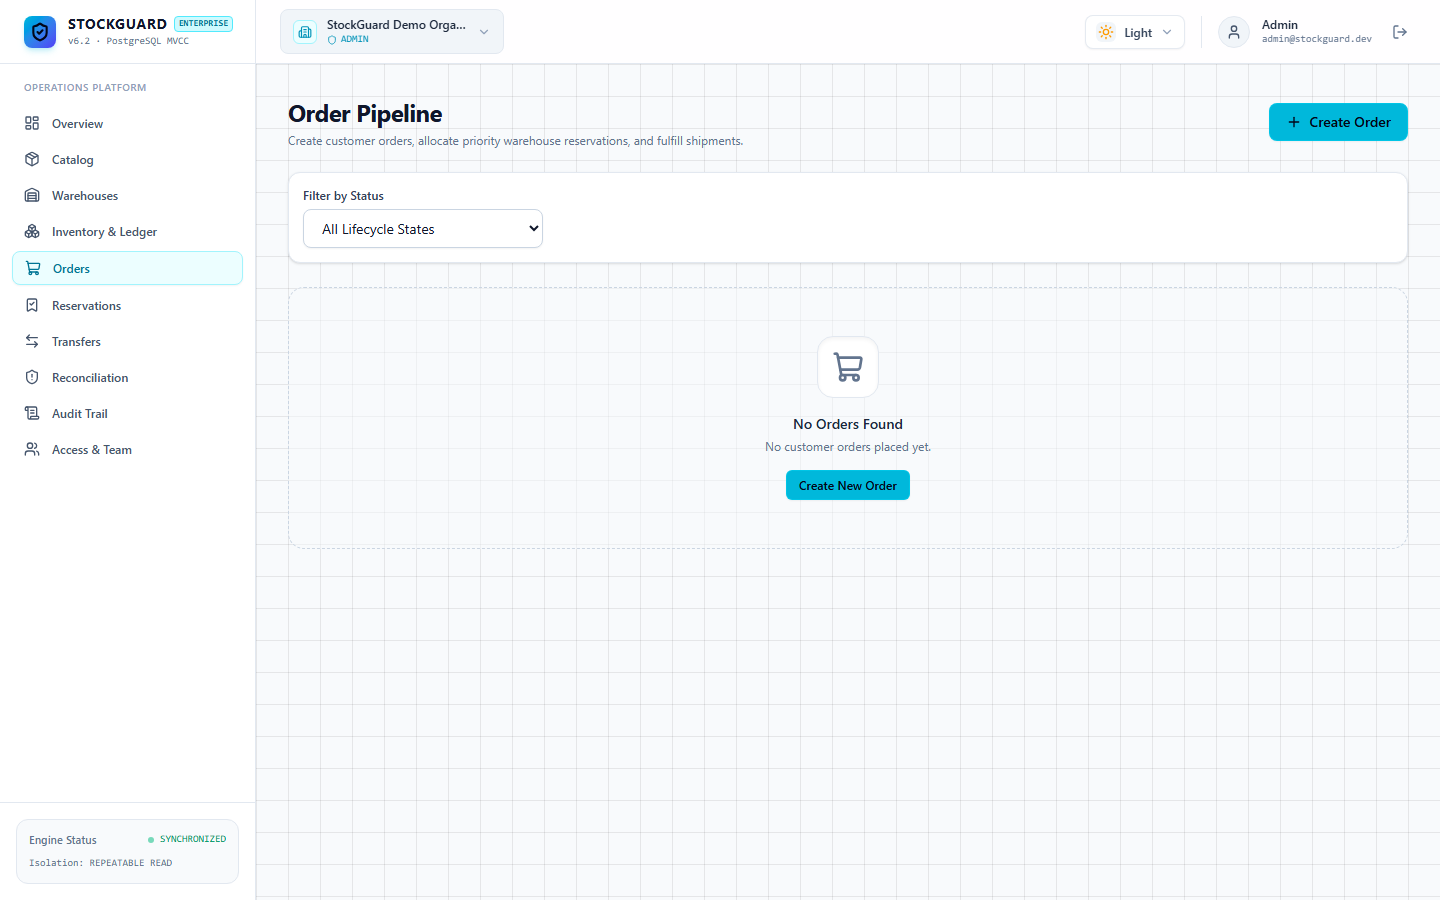 STOCKGUARD ENTERPRISE
v6.2 · PostgreSQL MVCC
StockGuard Demo Orga...
ADMIN
Light
Admin
admin@stockguard.dev
OPERATIONS PLATFORM
Overview
Catalog
Warehouses
Inventory & Ledger
Orders
Reservations
Transfers
Reconciliation
Audit Trail
Access & Team
Engine Status
SYNCHRONIZED
Isolation: REPEATABLE READ
Order Pipeline
Create customer orders, allocate priority warehouse reservations, and fulfill shipments.
Create Order
Filter by Status
All Lifecycle States
No Orders Found
No customer orders placed yet.
Create New Order